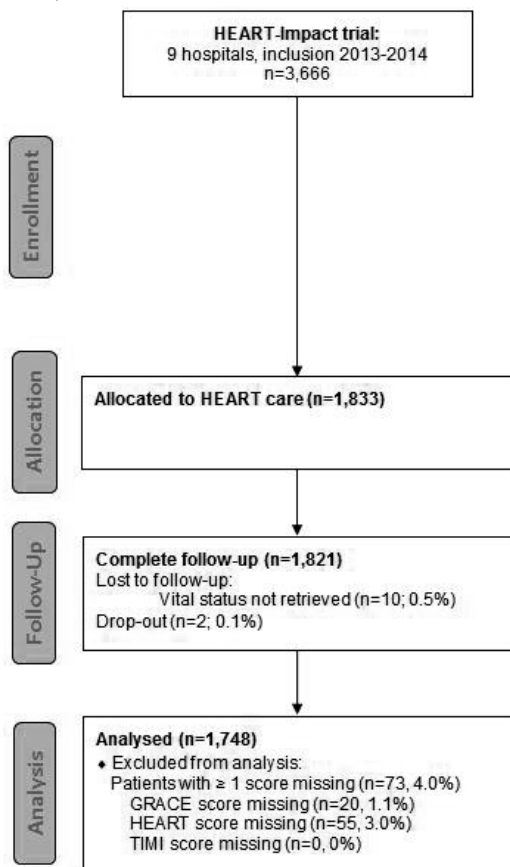 HEART-Impact trial:
9 hospitals, inclusion 2013-2014
n=3,666
Enrollment
Allocation
Allocated to HEART care (n=1,833)
Follow-Up
Complete follow-up (n=1,821)
Lost to follow-up:
Vital status not retrieved (n=10; 0.5%)
Drop-out (n=2; 0.1%)
Analysis
Analysed (n=1,748)
♦ Excluded from analysis:
Patients with ≥ 1 score missing (n=73, 4.0%)
GRACE score missing (n=20, 1.1%)
HEART score missing (n=55, 3.0%)
TIMI score missing (n=0, 0%)